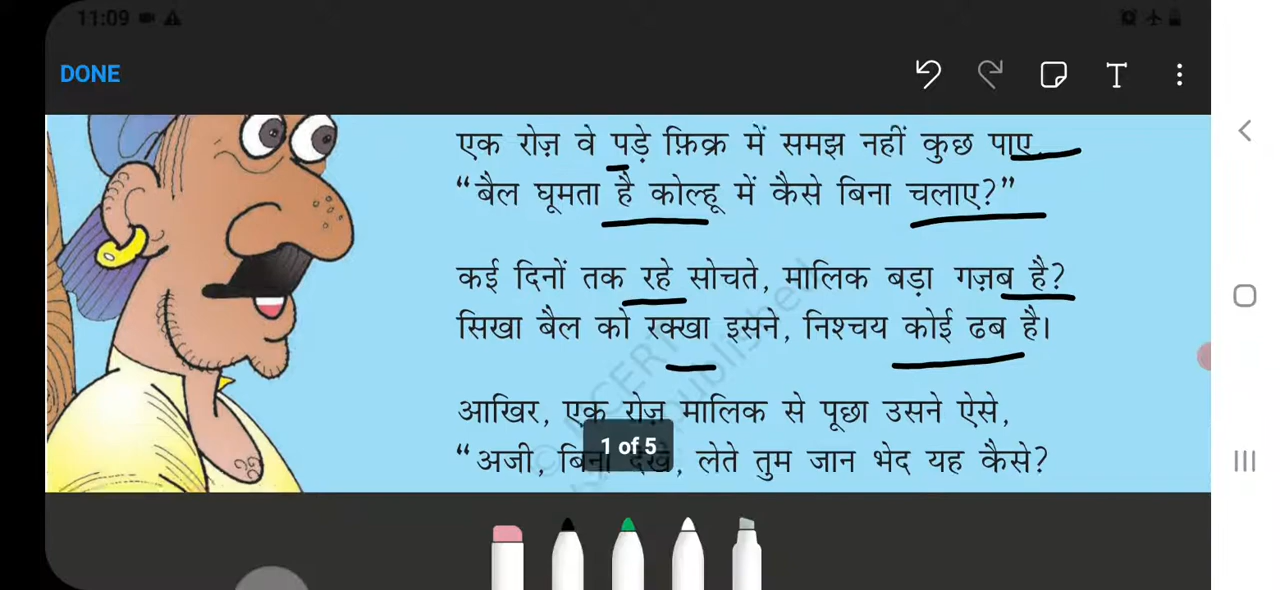 11:09
DONE
एक रोज़ वे पड़े फ़िक्र में समझ नहीं कुछ पाए
“बैल घूमता है कोल्हू में कैसे बिना चलाए?”
कई दिनों तक रहे सोचते, मालिक बड़ा गज़ब है?
सिखा बैल को रक्खा इसने, निश्चय कोई ढब है।
आखिर, एक रोज़ मालिक से पूछा उसने ऐसे,
“अजी, बिना देखे, लेते तुम जान भेद यह कैसे?
1 of 5